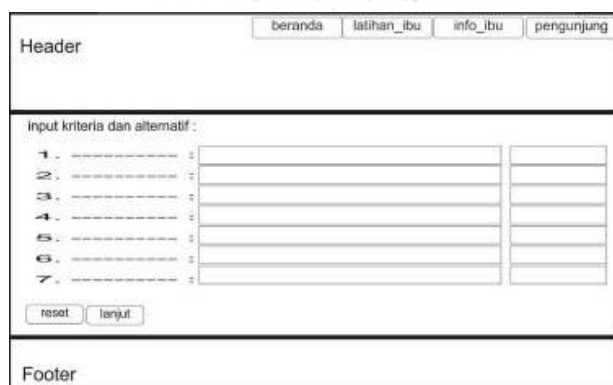 beranda latihan_ibu info_ibu pengunjung
Header
input kriteria dan alternatif :
1. ---------- :
2. ---------- :
3. ---------- :
4. ---------- :
5. ---------- :
6. ---------- :
7. ---------- :
reset lanjut
Footer